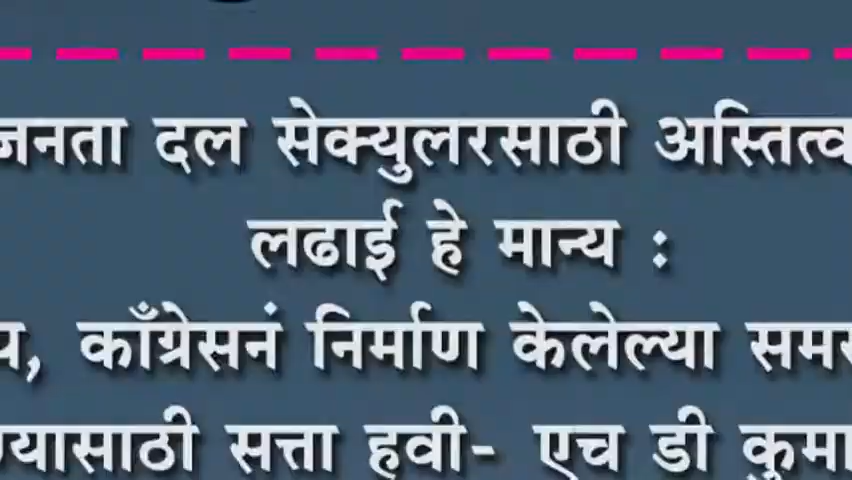 जनता दल सेक्युलरसाठी अस्तित्व
लढाई हे मान्य :
काँग्रेसनं निर्माण केलेल्या
सत्ता हवी- एच डी